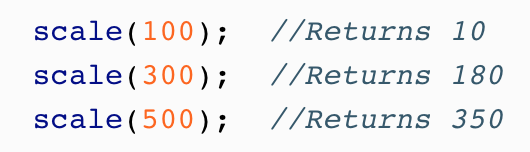 scale(100);  //Returns 10
scale(300);  //Returns 180
scale(500);  //Returns 350